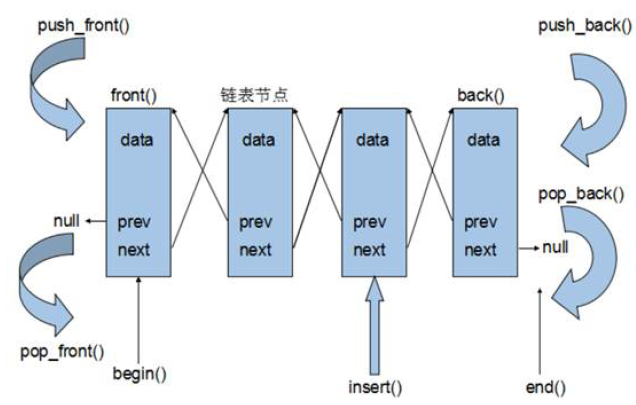 push_front()
push_back()
front()
链表节点
back()
data
data
data
data
pop_back()
null
prev
prev
prev
prev
next
next
next
next
null
pop_front()
begin()
insert()
end()